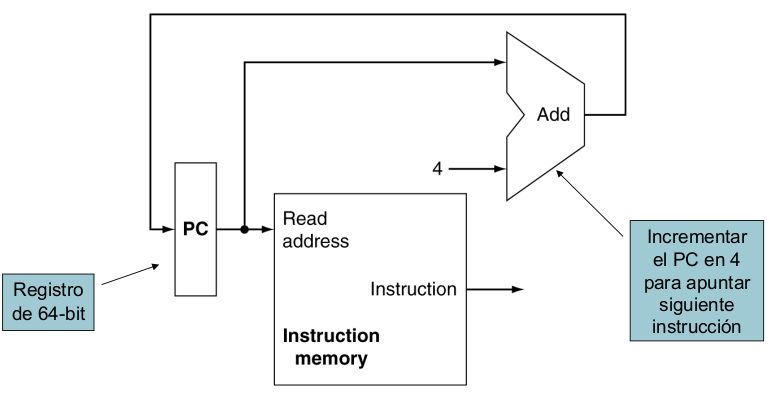 Add
4
PC
Read
address
Instruction
Instruction
memory
Registro
de 64-bit
Incrementar
el PC en 4
para apuntar
siguiente
instrucción